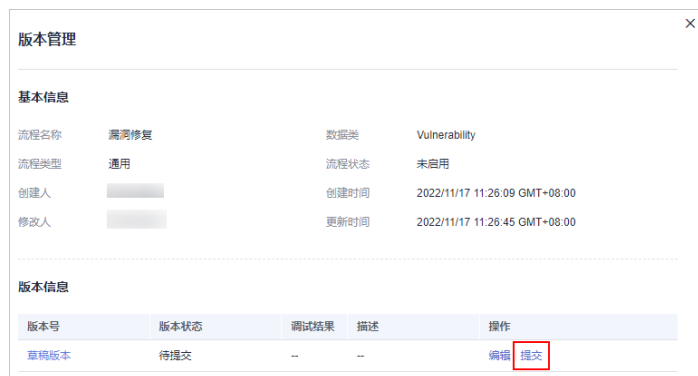 版本管理
基本信息
流程名称 漏洞修复 数据类 Vulnerability
流程类型 通用 流程状态 未启用
创建人 创建时间 2022/11/17 11:26:09 GMT+08:00
修改人 更新时间 2022/11/17 11:26:45 GMT+08:00
版本信息
版本号 版本状态 调试结果 描述 操作
草稿版本 待提交 -- -- 编辑 提交